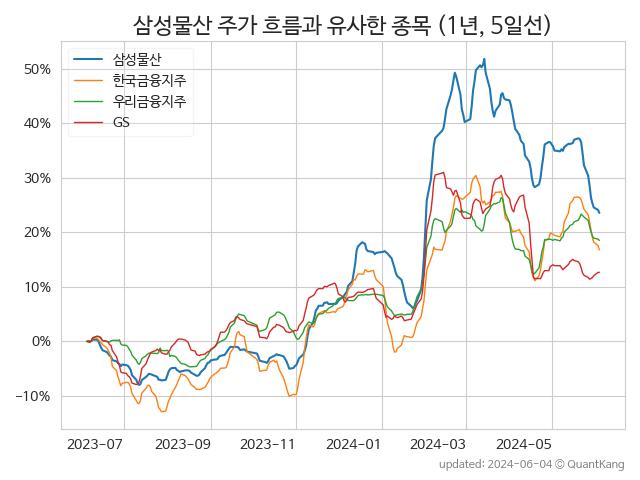 삼성물산 주가 흐름과 유사한 종목 (1년, 5일선)
삼성물산
한국금융지주
우리금융지주
GS
50%
40%
30%
20%
10%
0%
−10%
2023-07
2023-09
2023-11
2024-01
2024-03
2024-05
updated: 2024-06-04 © QuantKang